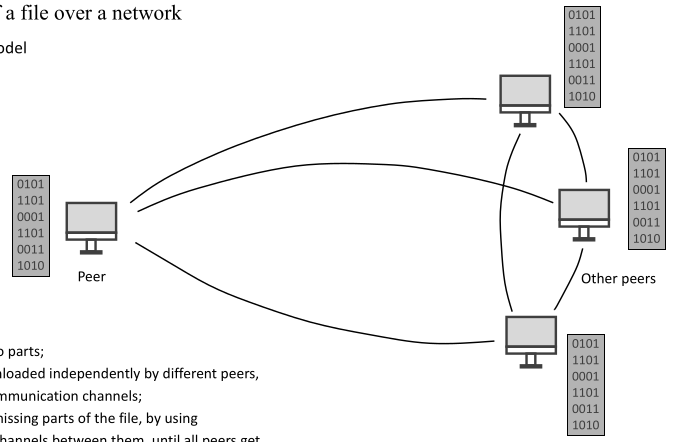 f a file over a network
odel
0101
1101
0001
1101
0011
1010
0101
1101
0001
1101
0011
1010
0101
1101
0001
1101
0011
1010
Peer
Other peers
0101
1101
0001
1101
0011
1010
o parts;
nloaded independently by different peers,
mmunication channels;
missing parts of the file, by using
channels between them, until all peers get